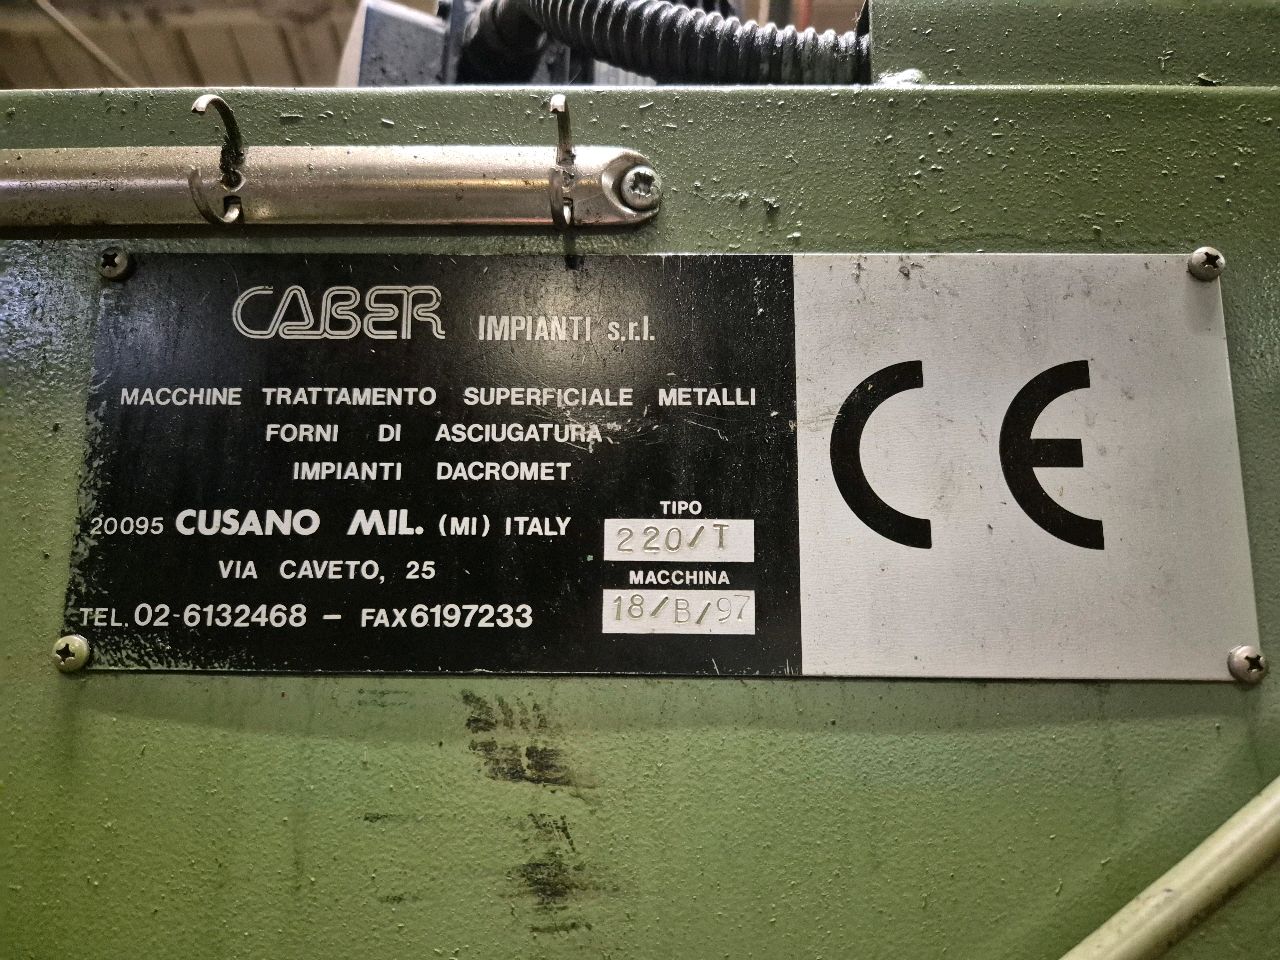 CABER IMPIANTI s.r.l.
MACCHINE TRATTAMENTO SUPERFICIALE METALLI
FORNI DI ASCIUGATURA
IMPIANTI DACROMET
20095 CUSANO MIL. (MI) ITALY
VIA CAVETO, 25
TEL. 02-6132468 – FAX 6197233
TIPO
220/T
MACCHINA
18/B/97
CE